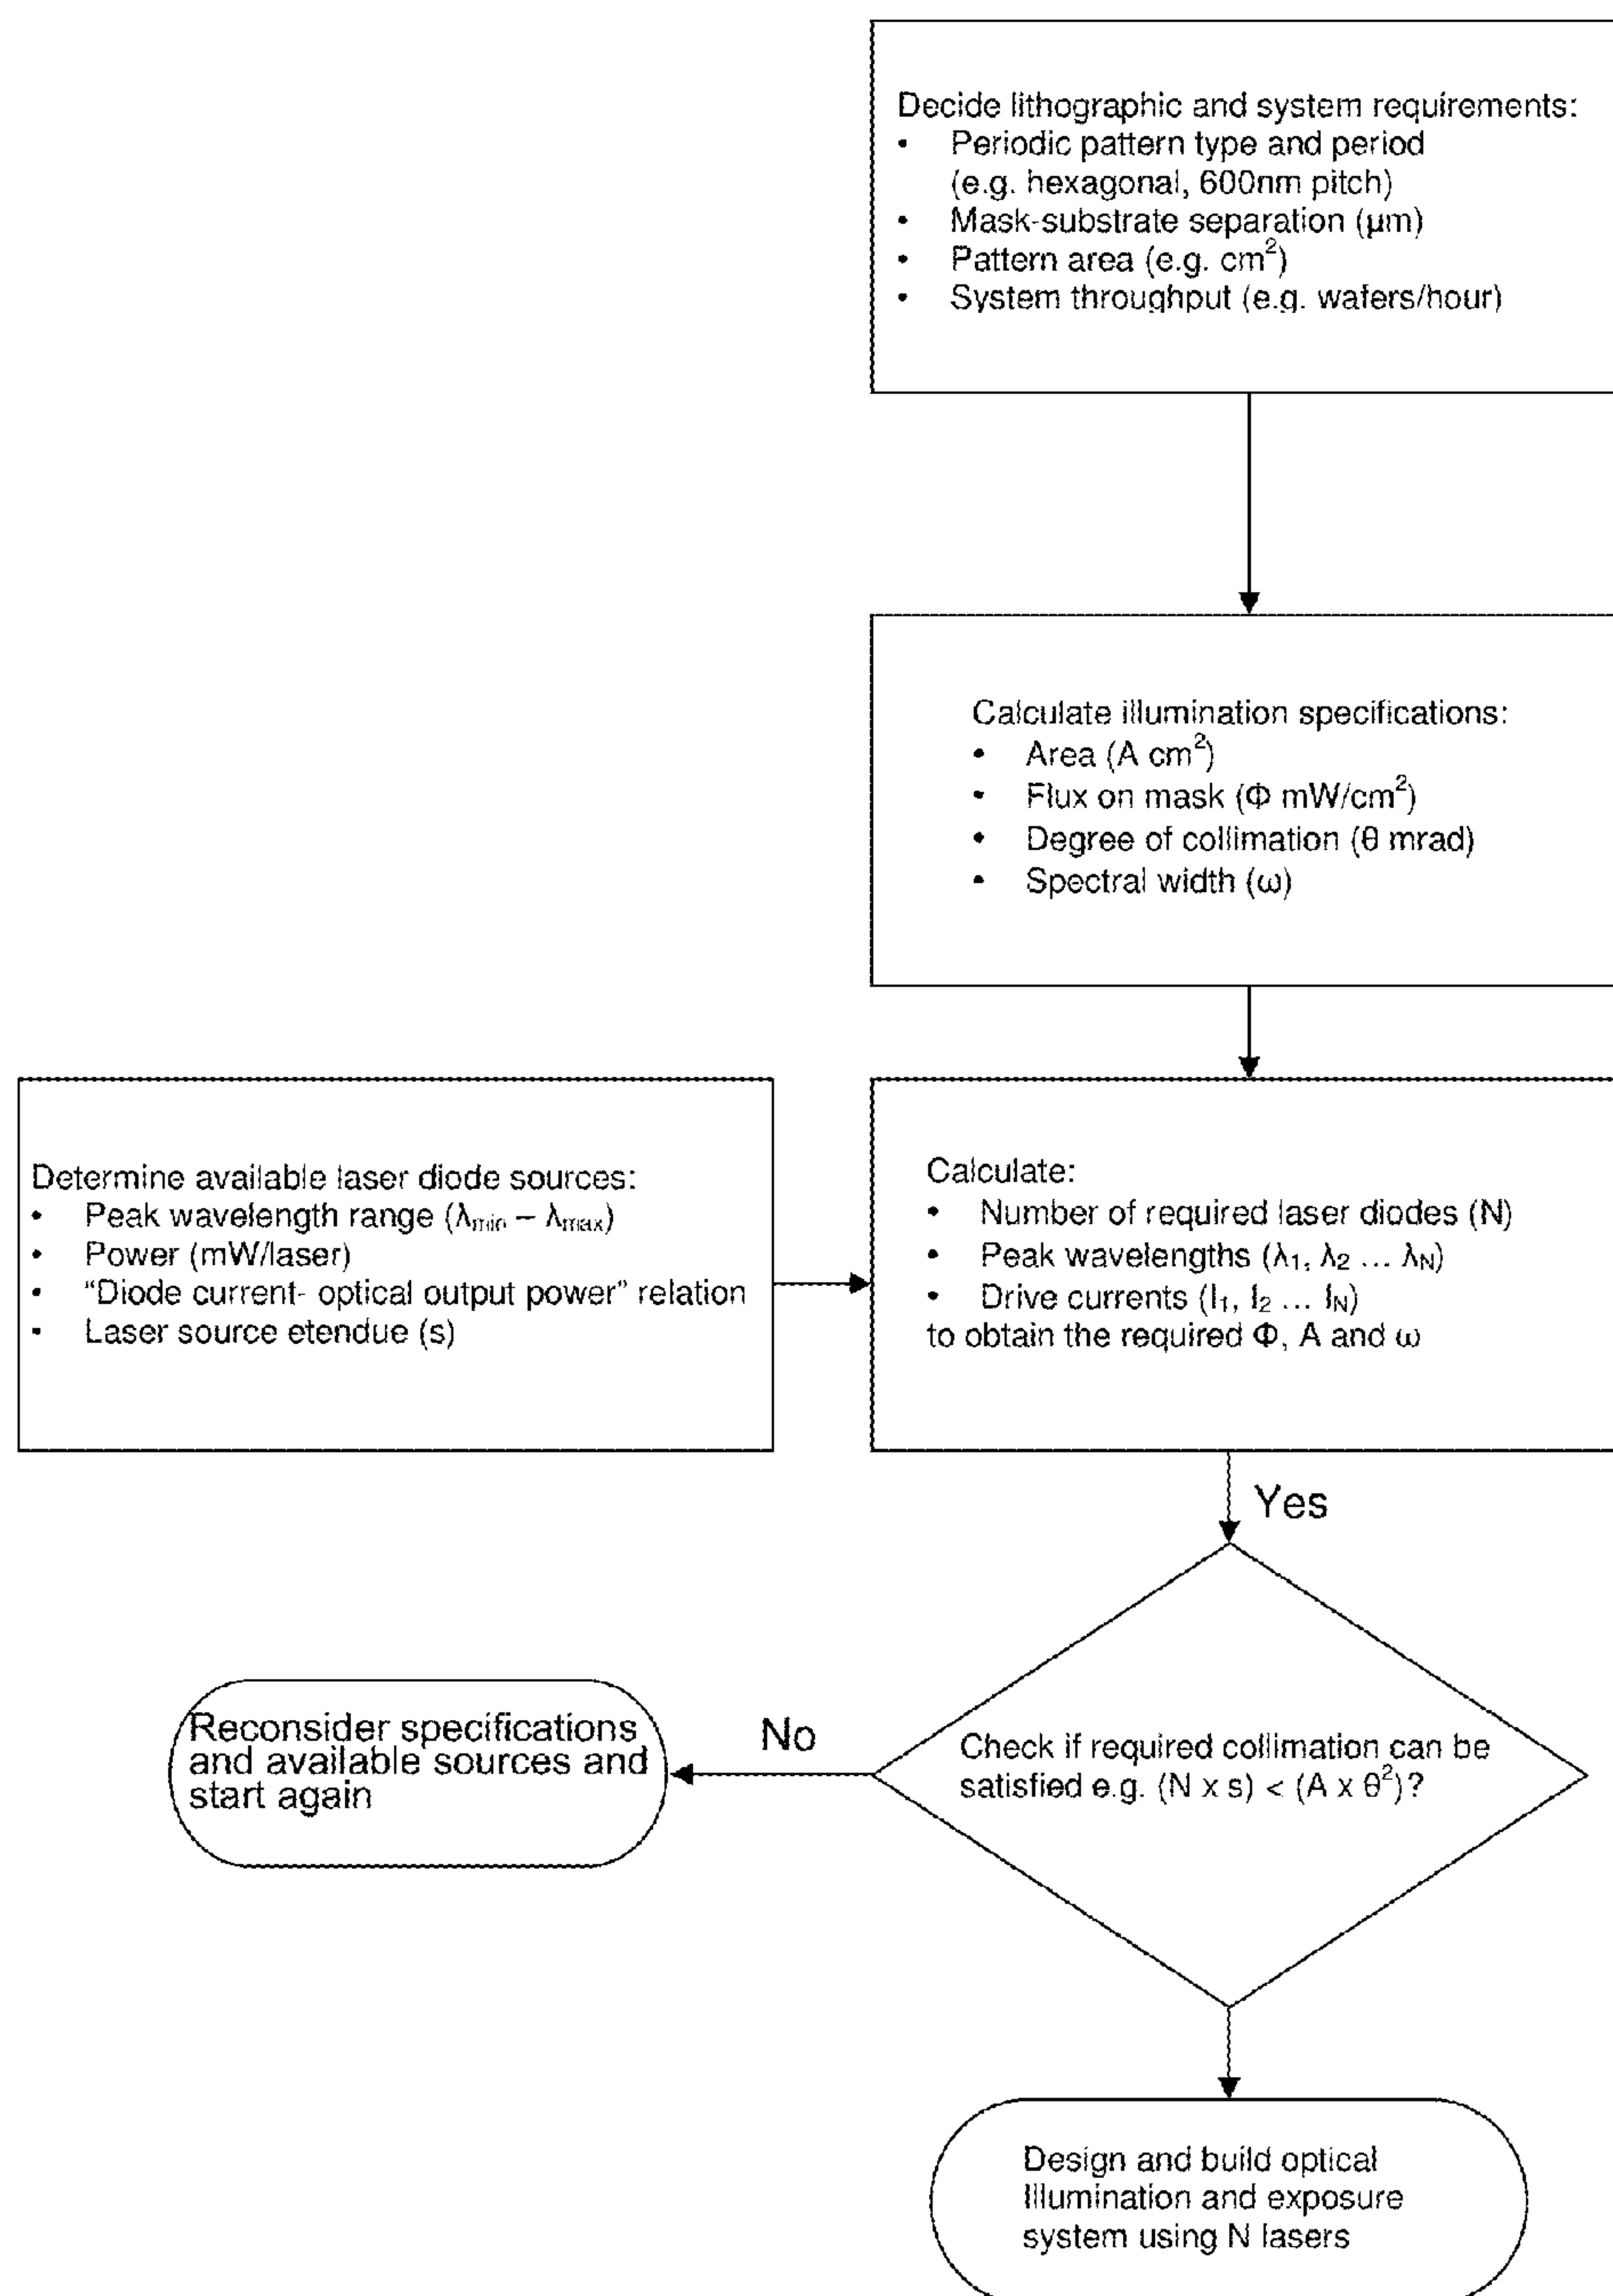 Decide lithographic and system requirements:
• Periodic pattern type and period
(e.g. hexagonal, 600nm pitch)
• Mask-substrate separation (µm)
• Pattern area (e.g. cm²)
• System throughput (e.g. wafers/hour)
Calculate illumination specifications:
• Area (A cm²)
• Flux on mask (Φ mW/cm²)
• Degree of collimation (θ mrad)
• Spectral width (ω)
Determine available laser diode sources:
• Peak wavelength range (λmin – λmax)
• Power (mW/laser)
• “Diode current- optical output power” relation
• Laser source etendue (s)
Calculate:
• Number of required laser diodes (N)
• Peak wavelengths (λ1, λ2 ... λN)
• Drive currents (I1, I2 ... IN)
to obtain the required Φ, A and ω
Yes
Check if required collimation can be
satisfied e.g. (N x s) < (A x θ²)?
No
Reconsider specifications
and available sources and
start again
Design and build optical
Illumination and exposure
system using N lasers